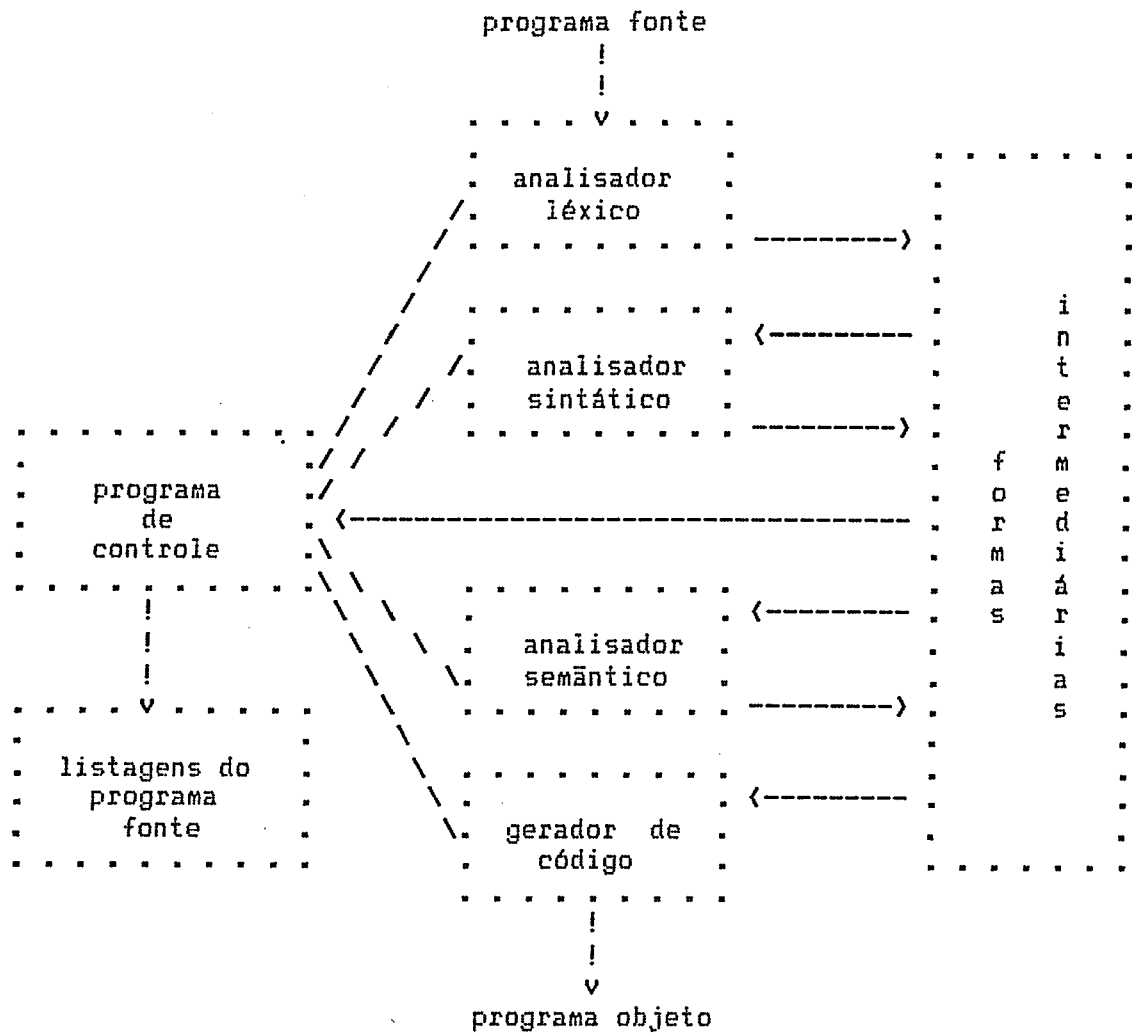 programa fonte
analisador
léxico
analisador
sintático
programa
de
controle
formas
intermediárias
analisador
semântico
listagens do
programa
fonte
gerador de
código
programa objeto